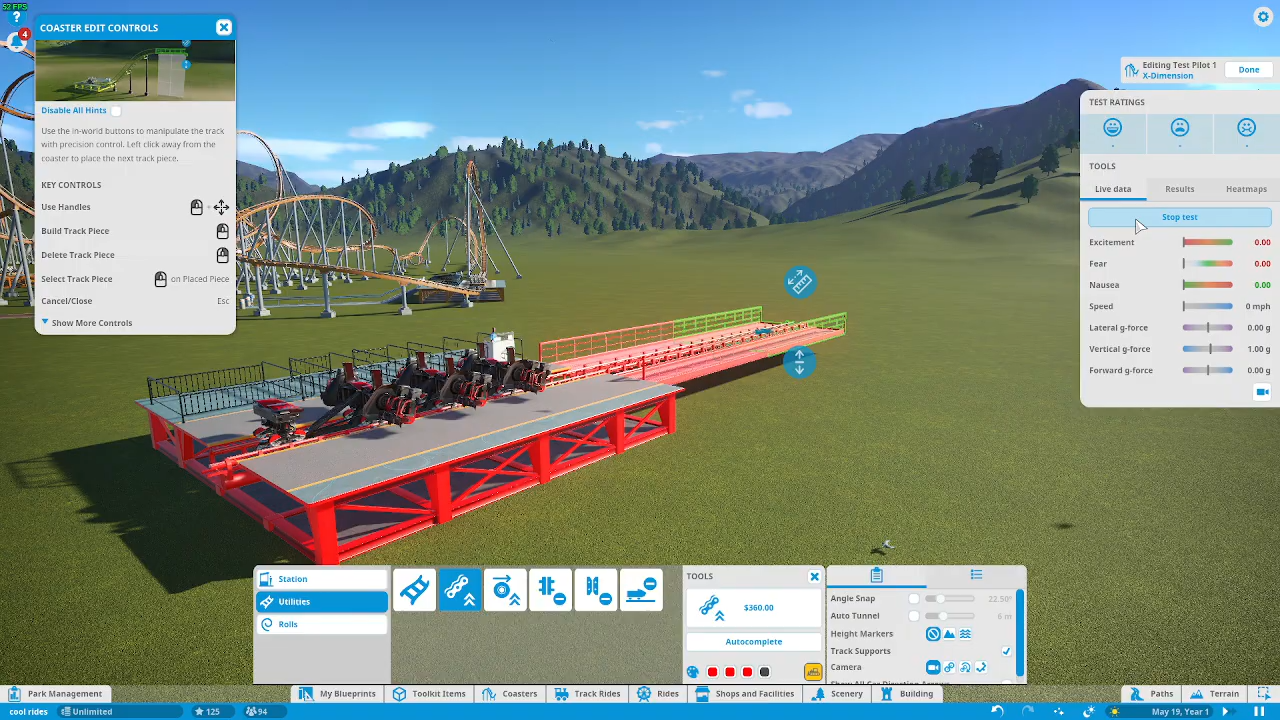 52 FPS
?
4
COASTER EDIT CONTROLS
Disable All Hints
Use the in-world buttons to manipulate the track
with precision control. Left click away from the
coaster to place the next track piece.
KEY CONTROLS
Use Handles
Build Track Piece
Delete Track Piece
Select Track Piece on Placed Piece
Cancel/Close Esc
Show More Controls
Editing Test Pilot 1
X-Dimension
Done
TEST RATINGS
- - -
TOOLS
Live data Results Heatmaps
Stop test
Excitement 0.00
Fear 0.00
Nausea 0.00
Speed 0 mph
Lateral g-force 0.00 g
Vertical g-force 1.00 g
Forward g-force 0.00 g
Station
Utilities
Rolls
TOOLS
$360.00
Autocomplete
Angle Snap 22.50°
Auto Tunnel 6 m
Height Markers
Track Supports
Camera
Park Management My Blueprints Toolkit Items Coasters Track Rides Rides Shops and Facilities Scenery Building Paths Terrain
cool rides Unlimited 125 94 May 19, Year 1